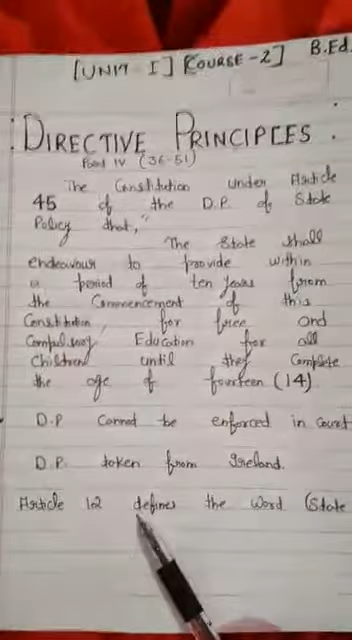 [UNIT - I] [COURSE - 2] B.Ed.
: DIRECTIVE PRINCIPLES .
Part IV (36-51)
The Constitution under Article
45 of the D.P. of State
Policy that,"
The State shall
endeavour to provide within
a period of ten years from
the Commencement of this
Constitution, for free and
Compulsory Education for all
Children until they Complete
the age of fourteen (14)
D.P Cannot be enforced in Court
D.P. taken from Ireland.
Article 12 defines the Word (State